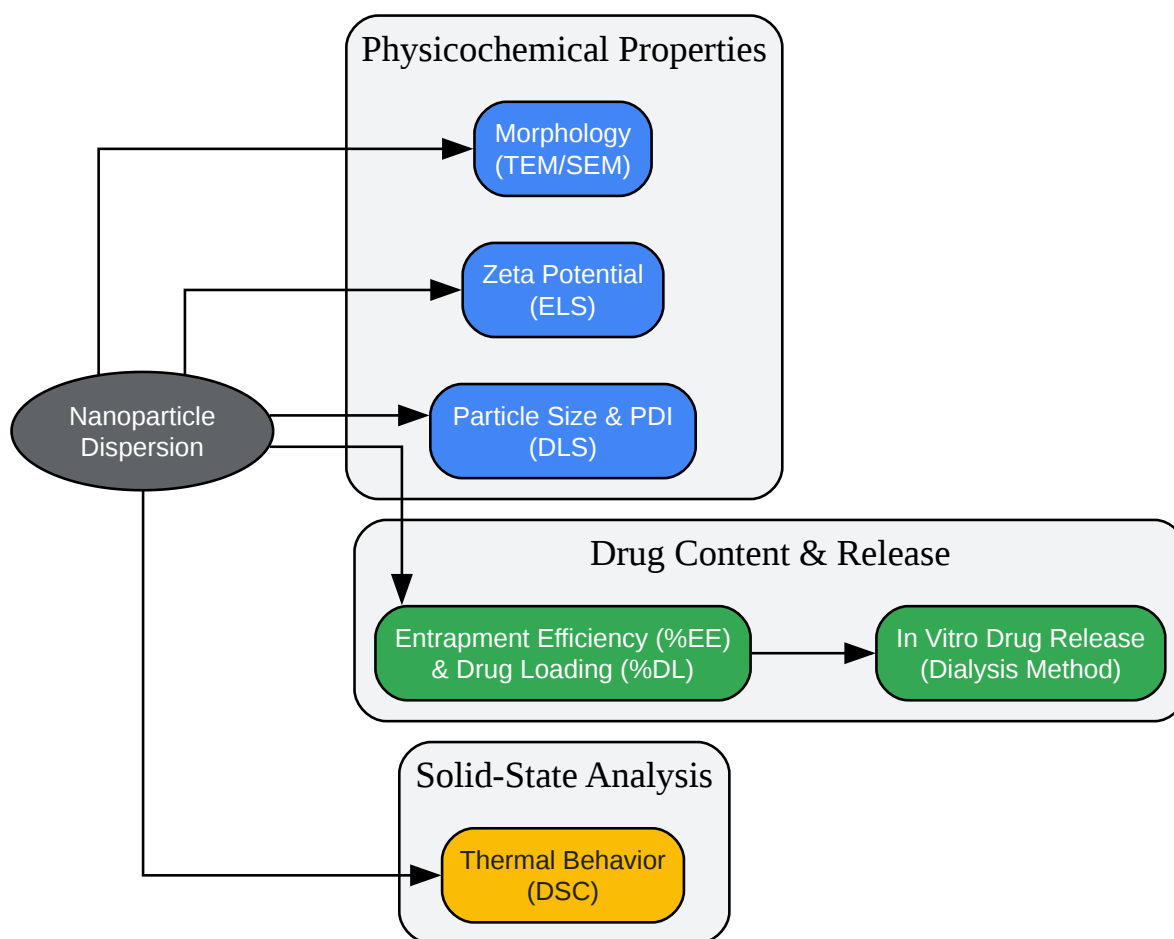 Physicochemical Properties
Morphology
(TEM/SEM)
Zeta Potential
(ELS)
Nanoparticle
Dispersion
Particle Size & PDI
(DLS)
Drug Content & Release
Entrapment Efficiency (%EE)
& Drug Loading (%DL)
In Vitro Drug Release
(Dialysis Method)
Solid-State Analysis
Thermal Behavior
(DSC)